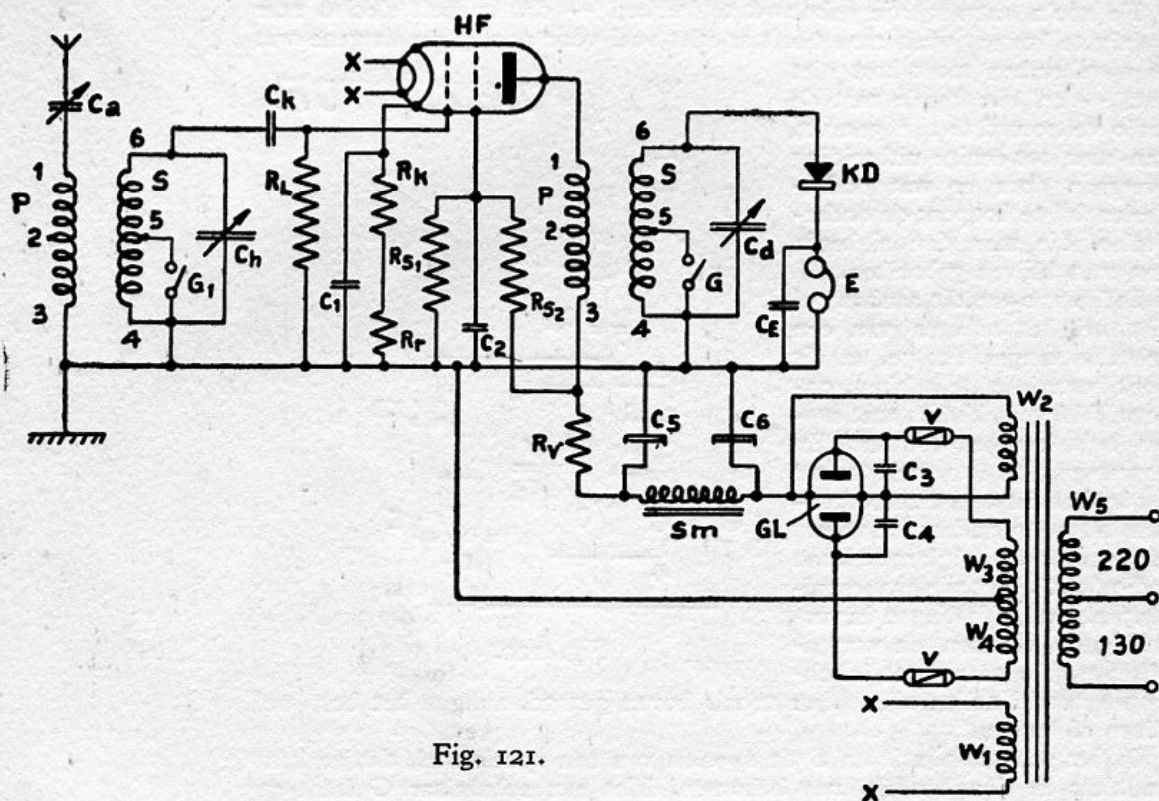 HF
X
X
Ca
Ck
1
P
2
3
6
S
5
G1
4
Ch
RL
C1
Rk
Rr
RS1
C2
RS2
1
P
2
3
6
S
5
G
4
Cd
KD
CE
E
RV
C5
C6
Sm
GL
V
C3
C4
W2
W3
W4
V
W5
220
130
X
W1
X
Fig. 121.